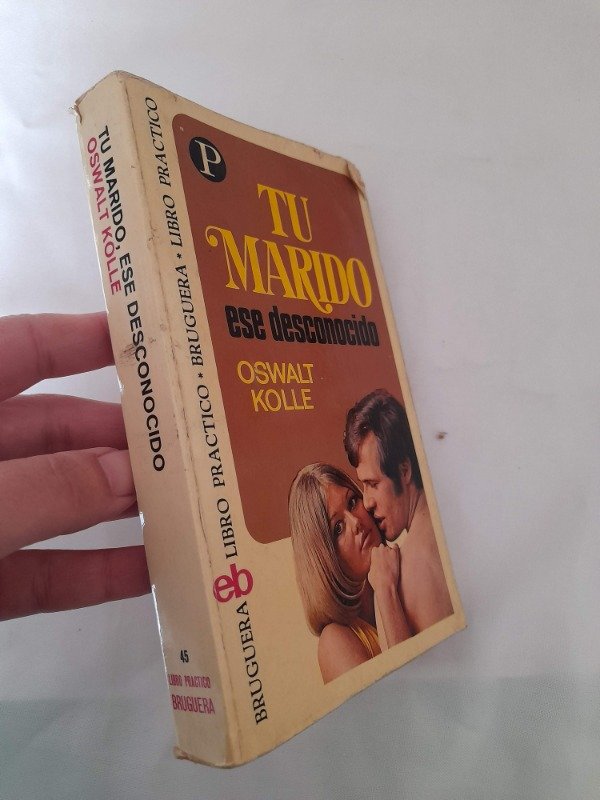 TU MARIDO, ESE DESCONOCIDO
OSWALT KOLLE
45
LIBRO PRACTICO
BRUGUERA
BRUGUERA eb LIBRO PRACTICO * BRUGUERA * LIBRO PRACTICO
P
TU
MARIDO
ese desconocido
OSWALT
KOLLE